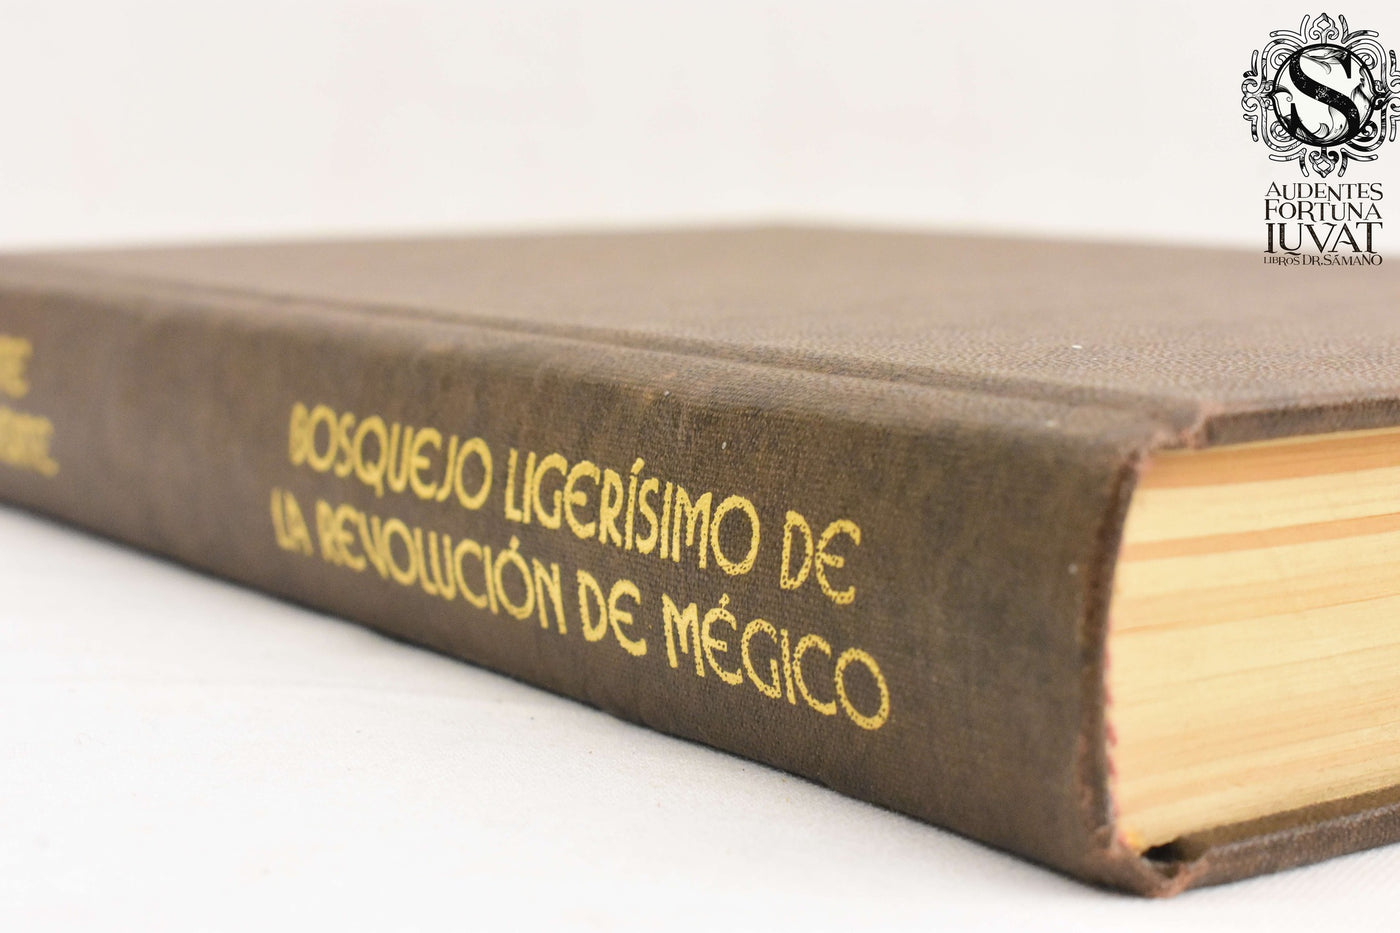 BOSQUEJO LIGERÍSIMO DE
LA REVOLUCIÓN DE MÉGICO
S
AUDENTES
FORTUNA
IUVAT
LIBROS DR. SÁMANO